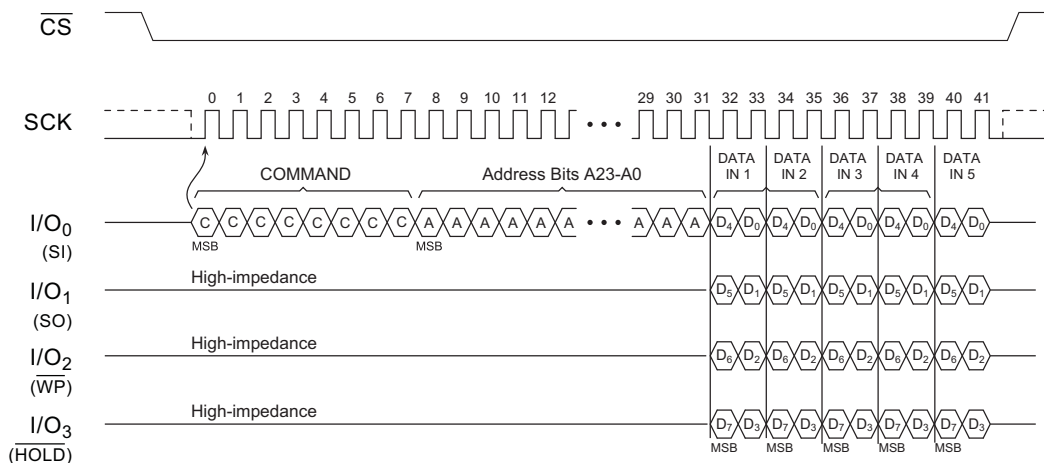 CS
SCK
0 1 2 3 4 5 6 7 8 9 10 11 12 29 30 31 32 33 34 35 36 37 38 39 40 41
COMMAND
Address Bits A23-A0
DATA IN 1
DATA IN 2
DATA IN 3
DATA IN 4
DATA IN 5
I/O0
(SI)
C C C C C C C C A A A A A A A A A D4 D0 D4 D0 D4 D0 D4 D0 D4 D0
MSB MSB
I/O1
(SO)
High-impedance
D5 D1 D5 D1 D5 D1 D5 D1 D5 D1
I/O2
(WP)
High-impedance
D6 D2 D6 D2 D6 D2 D6 D2 D6 D2
I/O3
(HOLD)
High-impedance
D7 D3 D7 D3 D7 D3 D7 D3 D7 D3
MSB MSB MSB MSB MSB